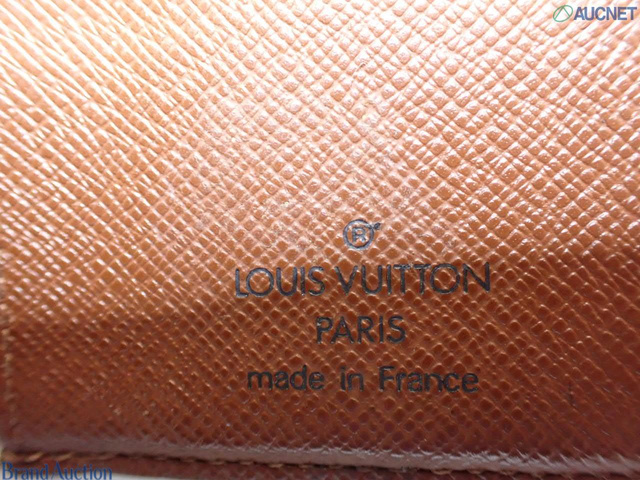 AUCNET
®
LOUIS VUITTON
PARIS
made in France
Brand Auction